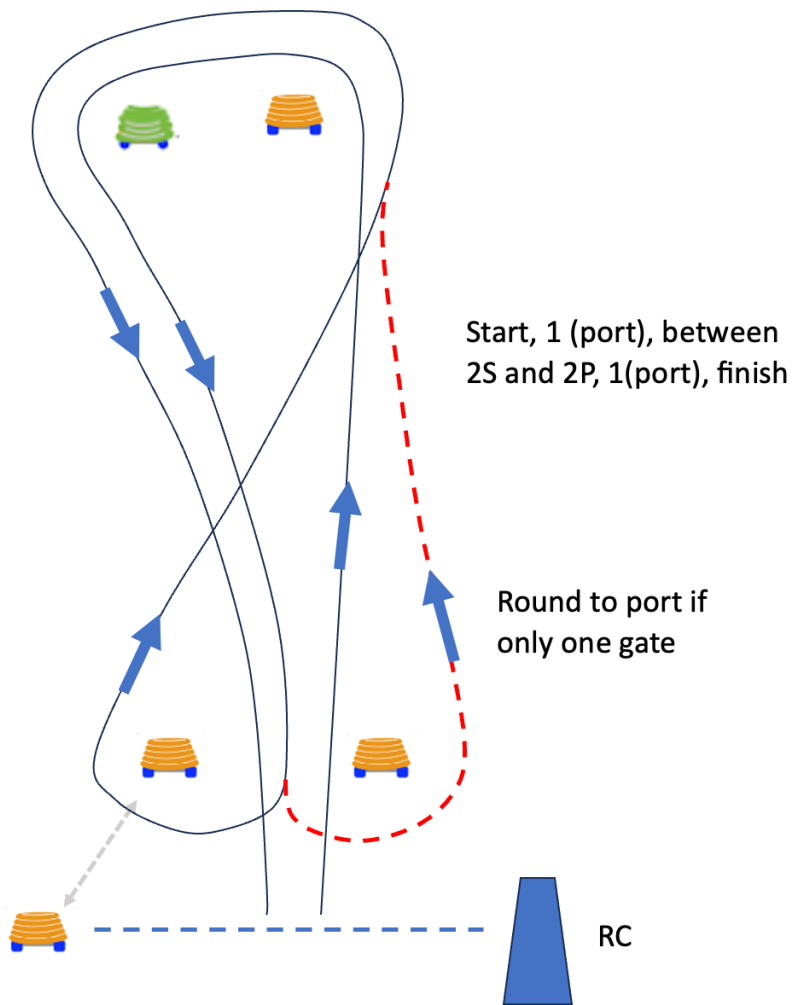 Start, 1 (port), between
2S and 2P, 1(port), finish
Round to port if
only one gate
RC